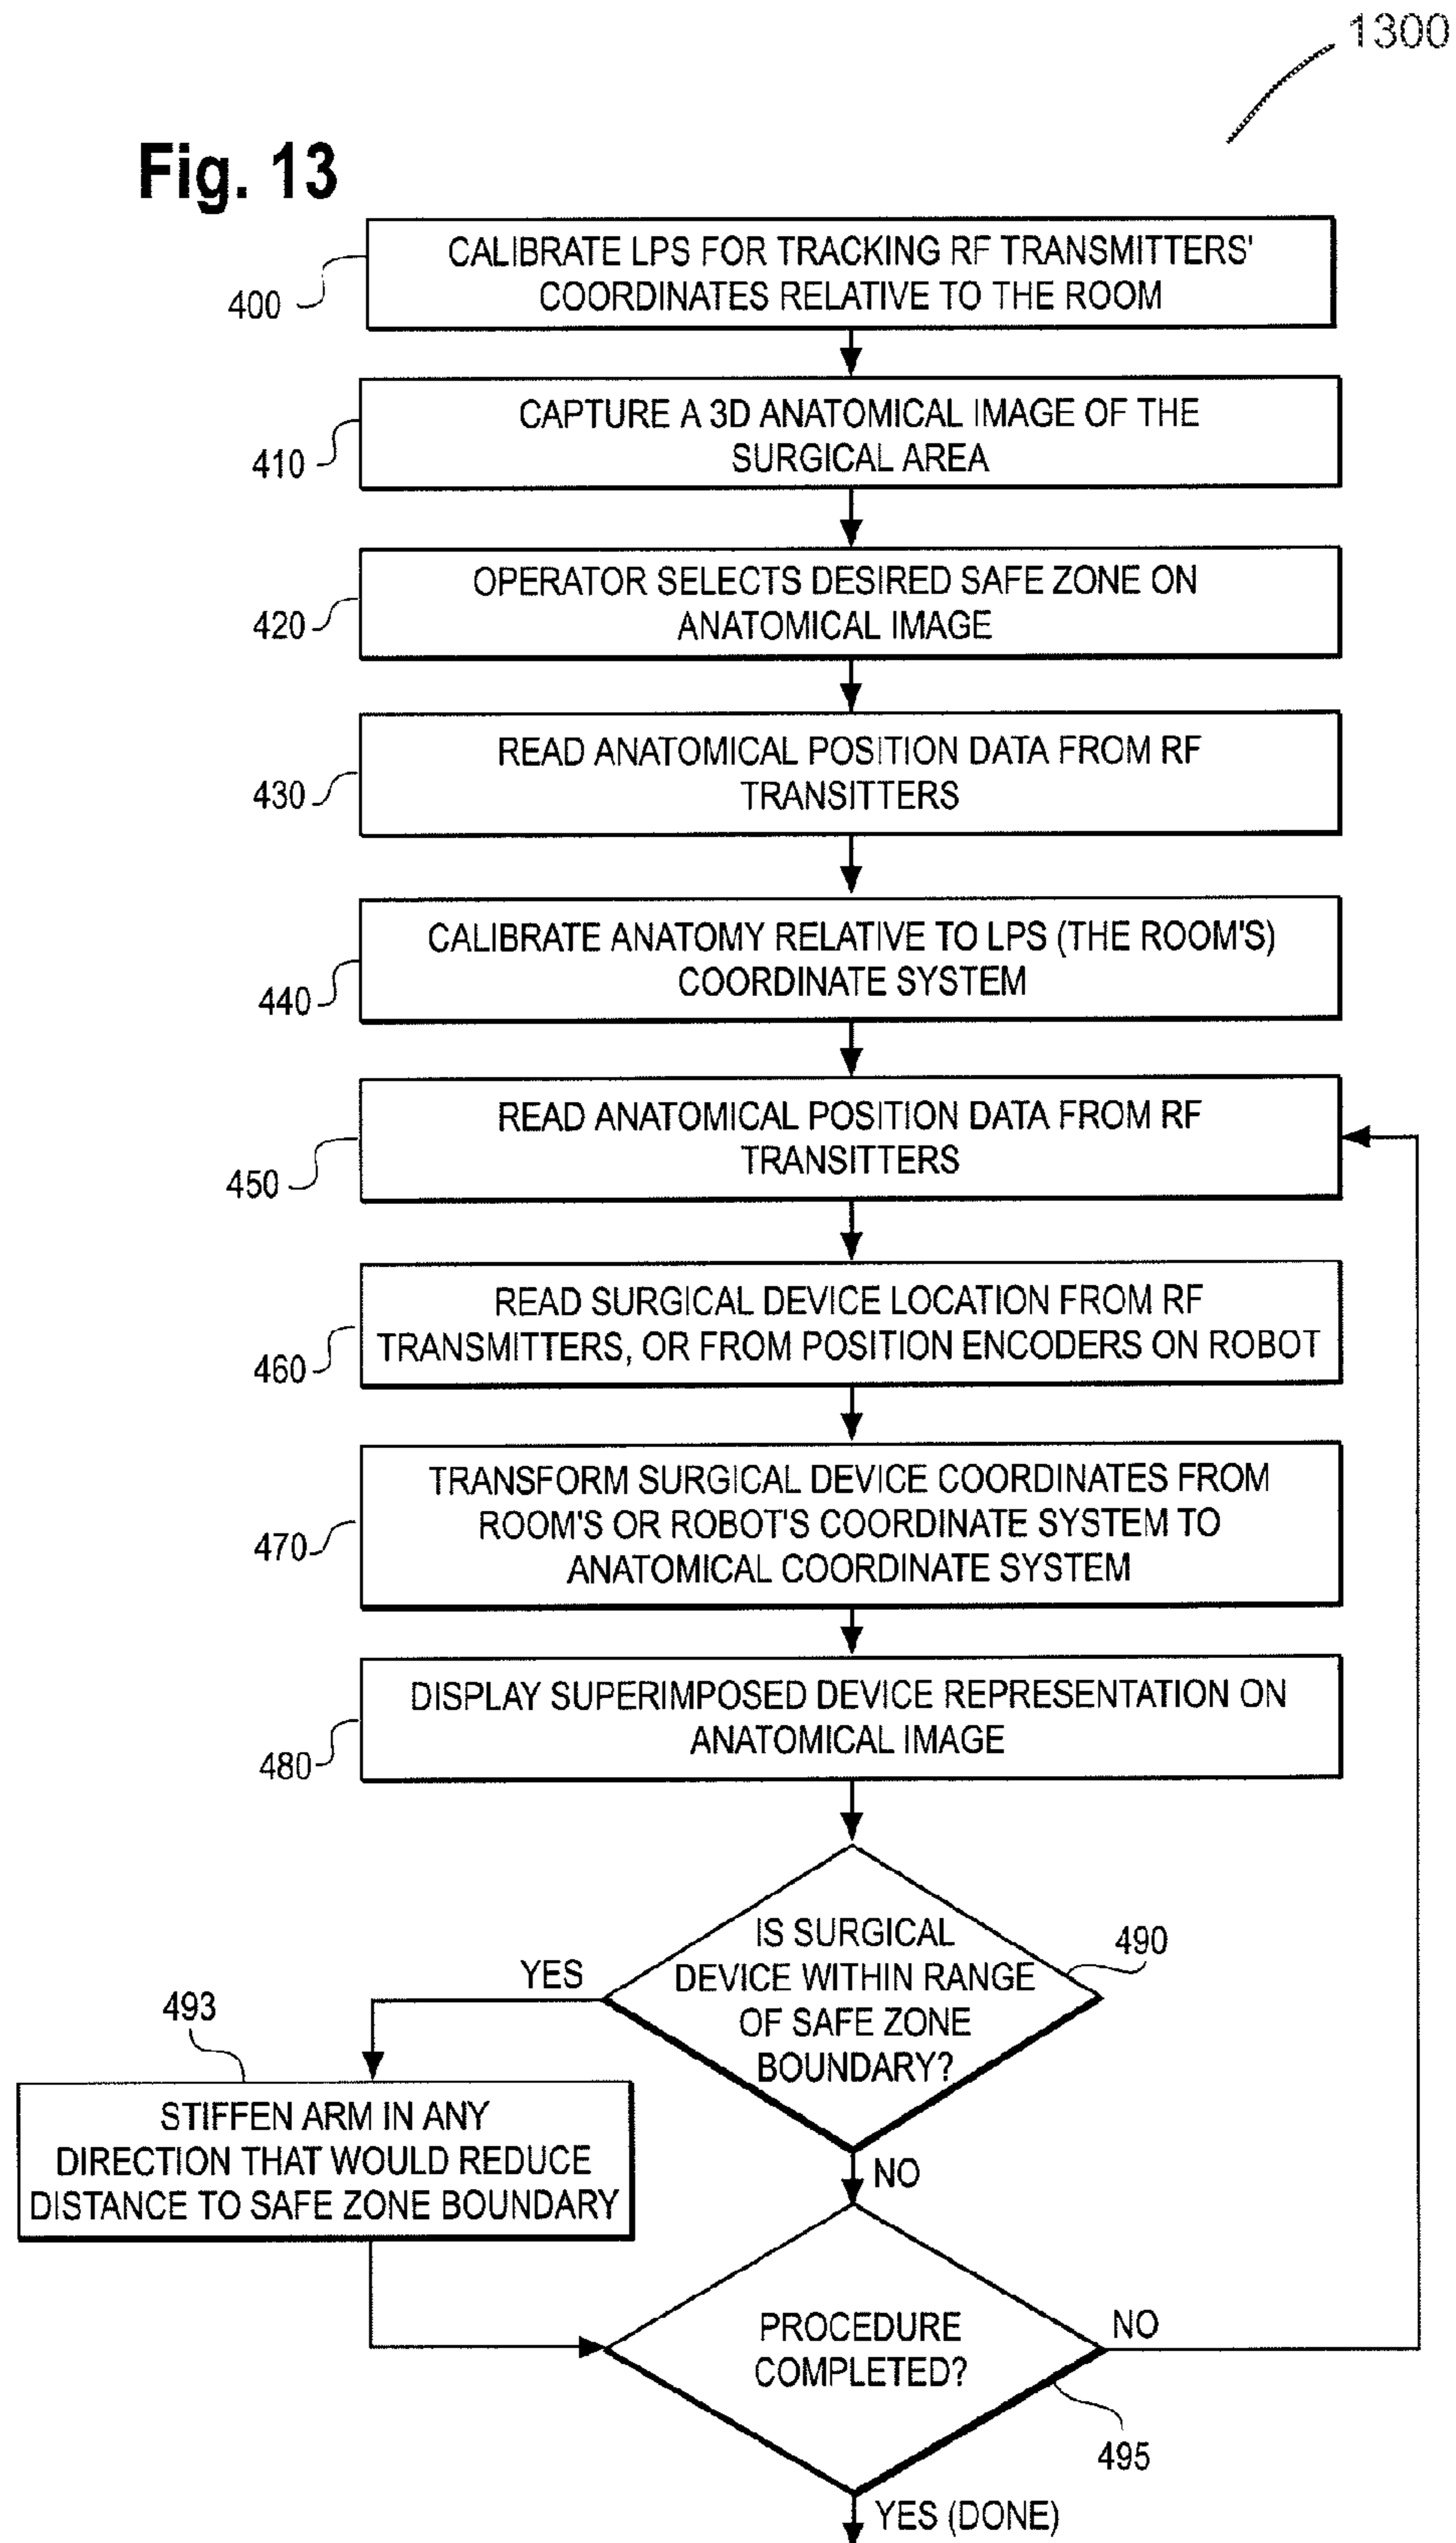 1300
Fig. 13
CALIBRATE LPS FOR TRACKING RF TRANSMITTERS'
COORDINATES RELATIVE TO THE ROOM
400
CAPTURE A 3D ANATOMICAL IMAGE OF THE
SURGICAL AREA
410
OPERATOR SELECTS DESIRED SAFE ZONE ON
ANATOMICAL IMAGE
420
READ ANATOMICAL POSITION DATA FROM RF
TRANSITTERS
430
CALIBRATE ANATOMY RELATIVE TO LPS (THE ROOM'S)
COORDINATE SYSTEM
440
READ ANATOMICAL POSITION DATA FROM RF
TRANSITTERS
450
READ SURGICAL DEVICE LOCATION FROM RF
TRANSMITTERS, OR FROM POSITION ENCODERS ON ROBOT
460
TRANSFORM SURGICAL DEVICE COORDINATES FROM
ROOM'S OR ROBOT'S COORDINATE SYSTEM TO
ANATOMICAL COORDINATE SYSTEM
470
DISPLAY SUPERIMPOSED DEVICE REPRESENTATION ON
ANATOMICAL IMAGE
480
IS SURGICAL
DEVICE WITHIN RANGE
OF SAFE ZONE
BOUNDARY?
490
YES
493
STIFFEN ARM IN ANY
DIRECTION THAT WOULD REDUCE
DISTANCE TO SAFE ZONE BOUNDARY
NO
PROCEDURE
COMPLETED?
NO
495
YES (DONE)